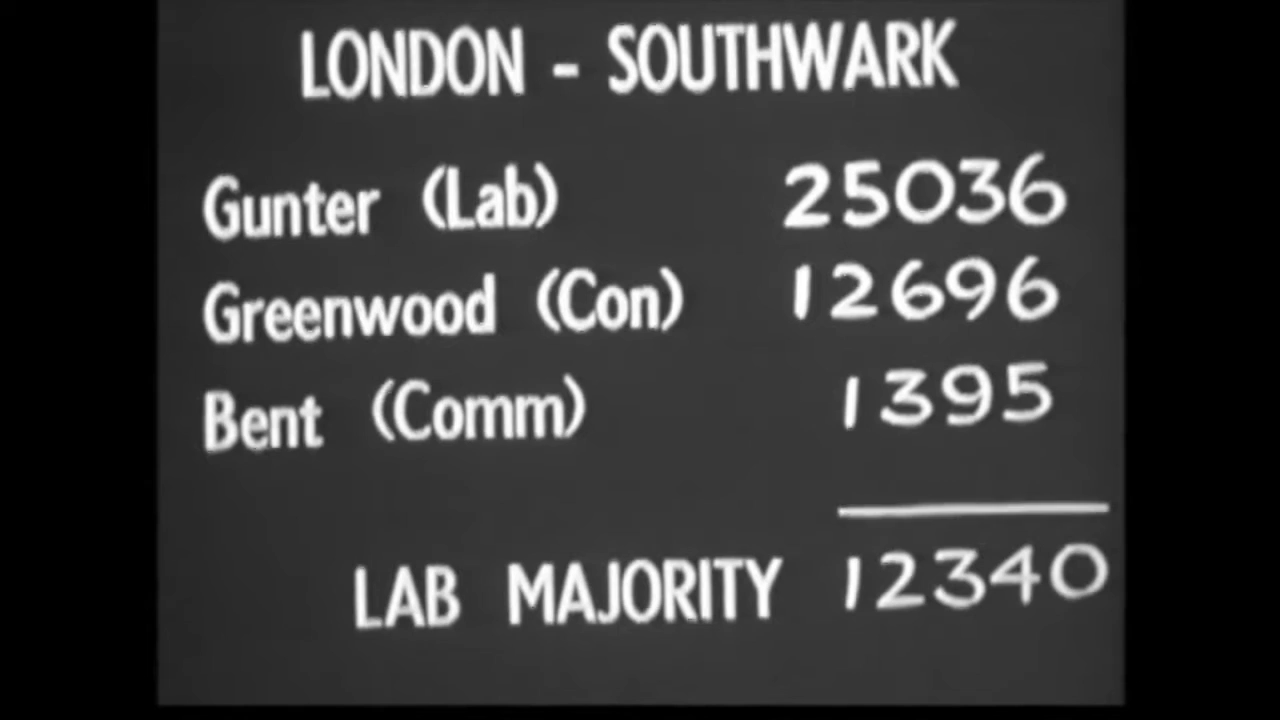 LONDON - SOUTHWARK
Gunter (Lab) 25036
Greenwood (Con) 12696
Bent (Comm) 1395
LAB MAJORITY 12340